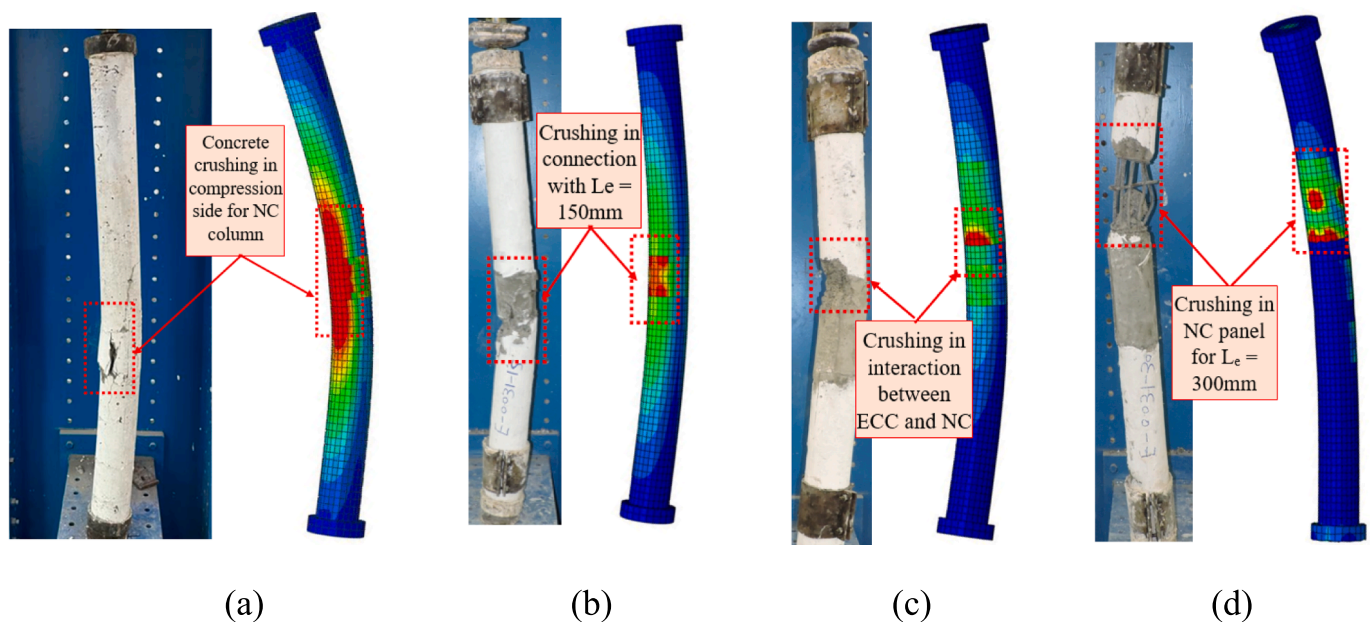 Concrete
crushing in
compression
side for NC
column
Crushing in
connection
with Le =
150mm
Crushing in
interaction
between
ECC and NC
Crushing in
NC panel
for Lₑ =
300mm
(a)
(b)
(c)
(d)